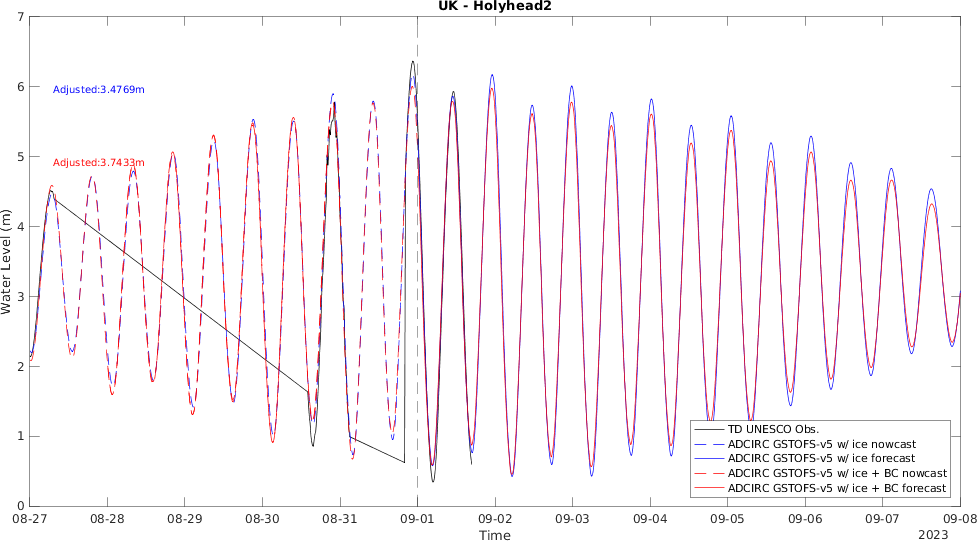 UK - Holyhead2
7
6
5
4
3
2
1
0
Water Level (m)
Adjusted:3.4769m
Adjusted:3.7433m
TD UNESCO Obs.
ADCIRC GSTOFS-v5 w/ ice nowcast
ADCIRC GSTOFS-v5 w/ ice forecast
ADCIRC GSTOFS-v5 w/ ice + BC nowcast
ADCIRC GSTOFS-v5 w/ ice + BC forecast
08-27 08-28 08-29 08-30 08-31 09-01 09-02 09-03 09-04 09-05 09-06 09-07 09-08
Time
2023